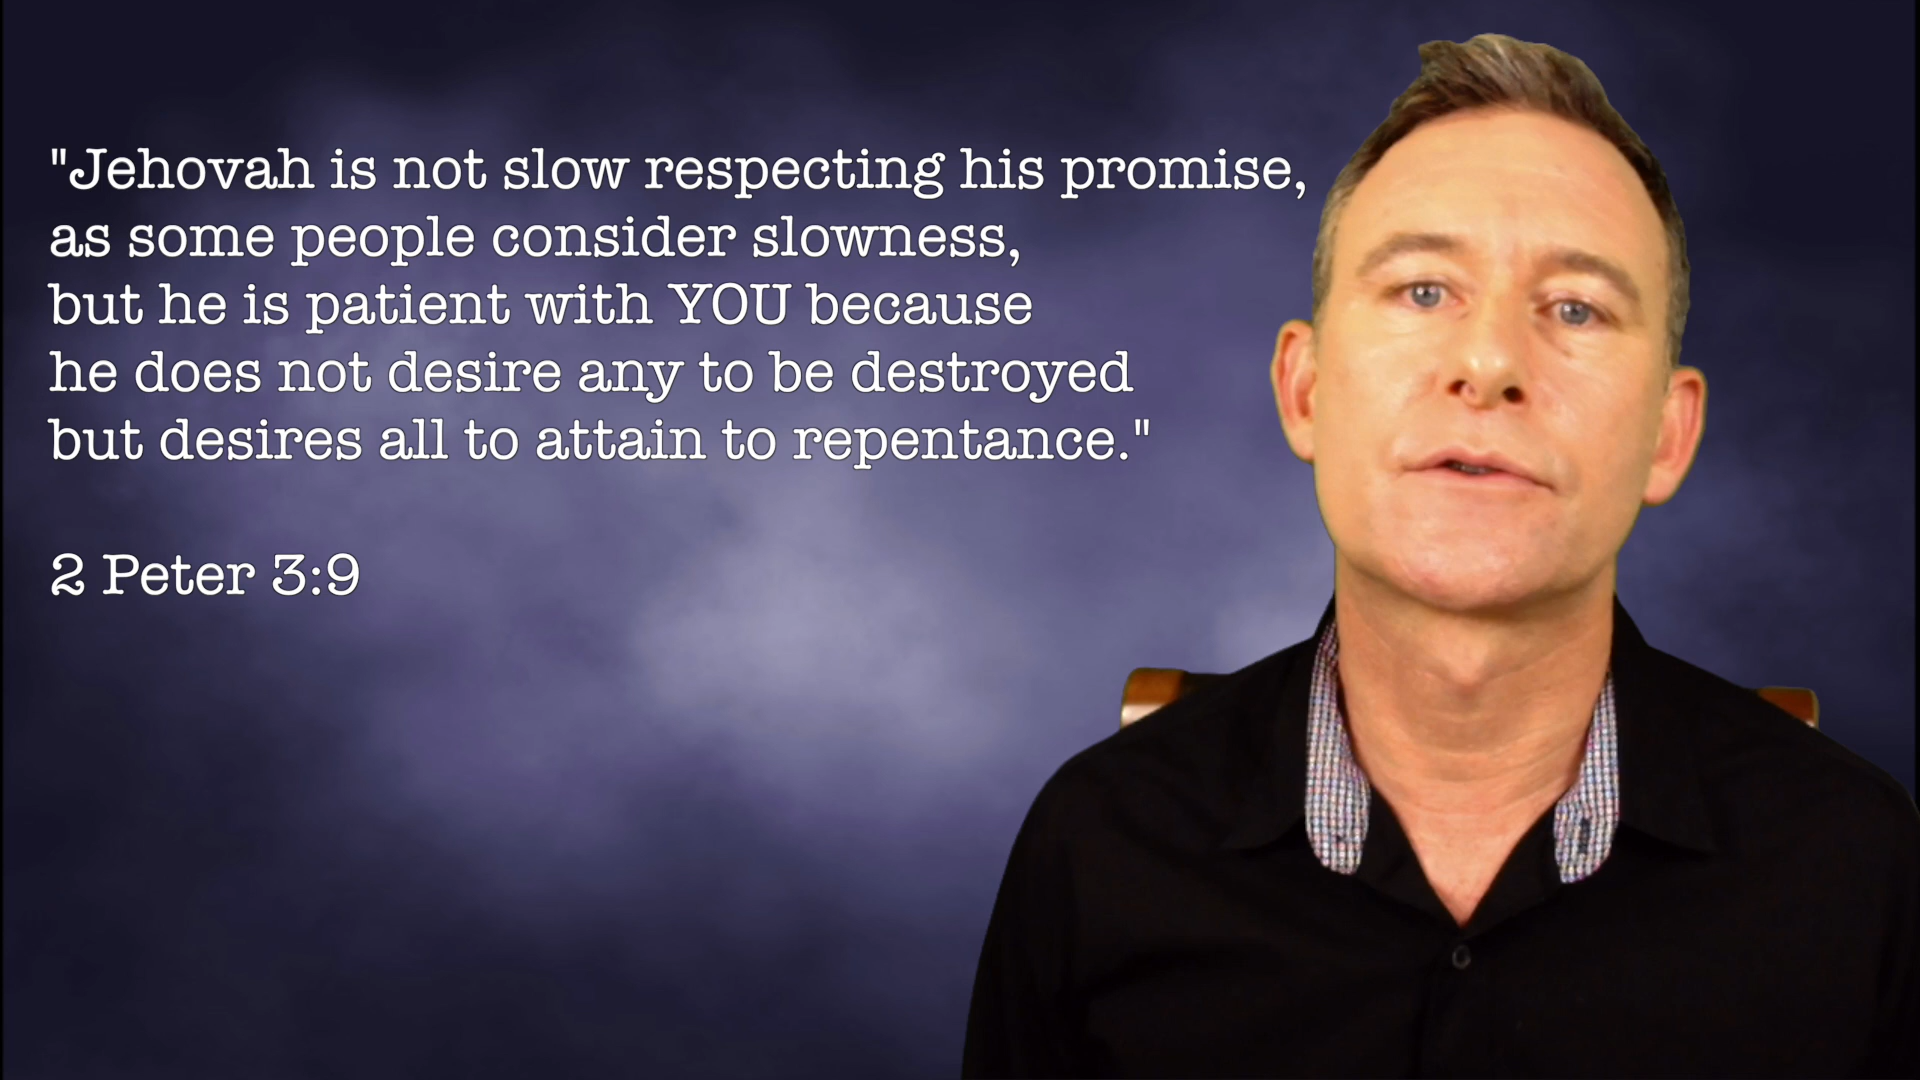 "Jehovah is not slow respecting his promise,
as some people consider slowness,
but he is patient with YOU because
he does not desire any to be destroyed
but desires all to attain to repentance."
2 Peter 3:9